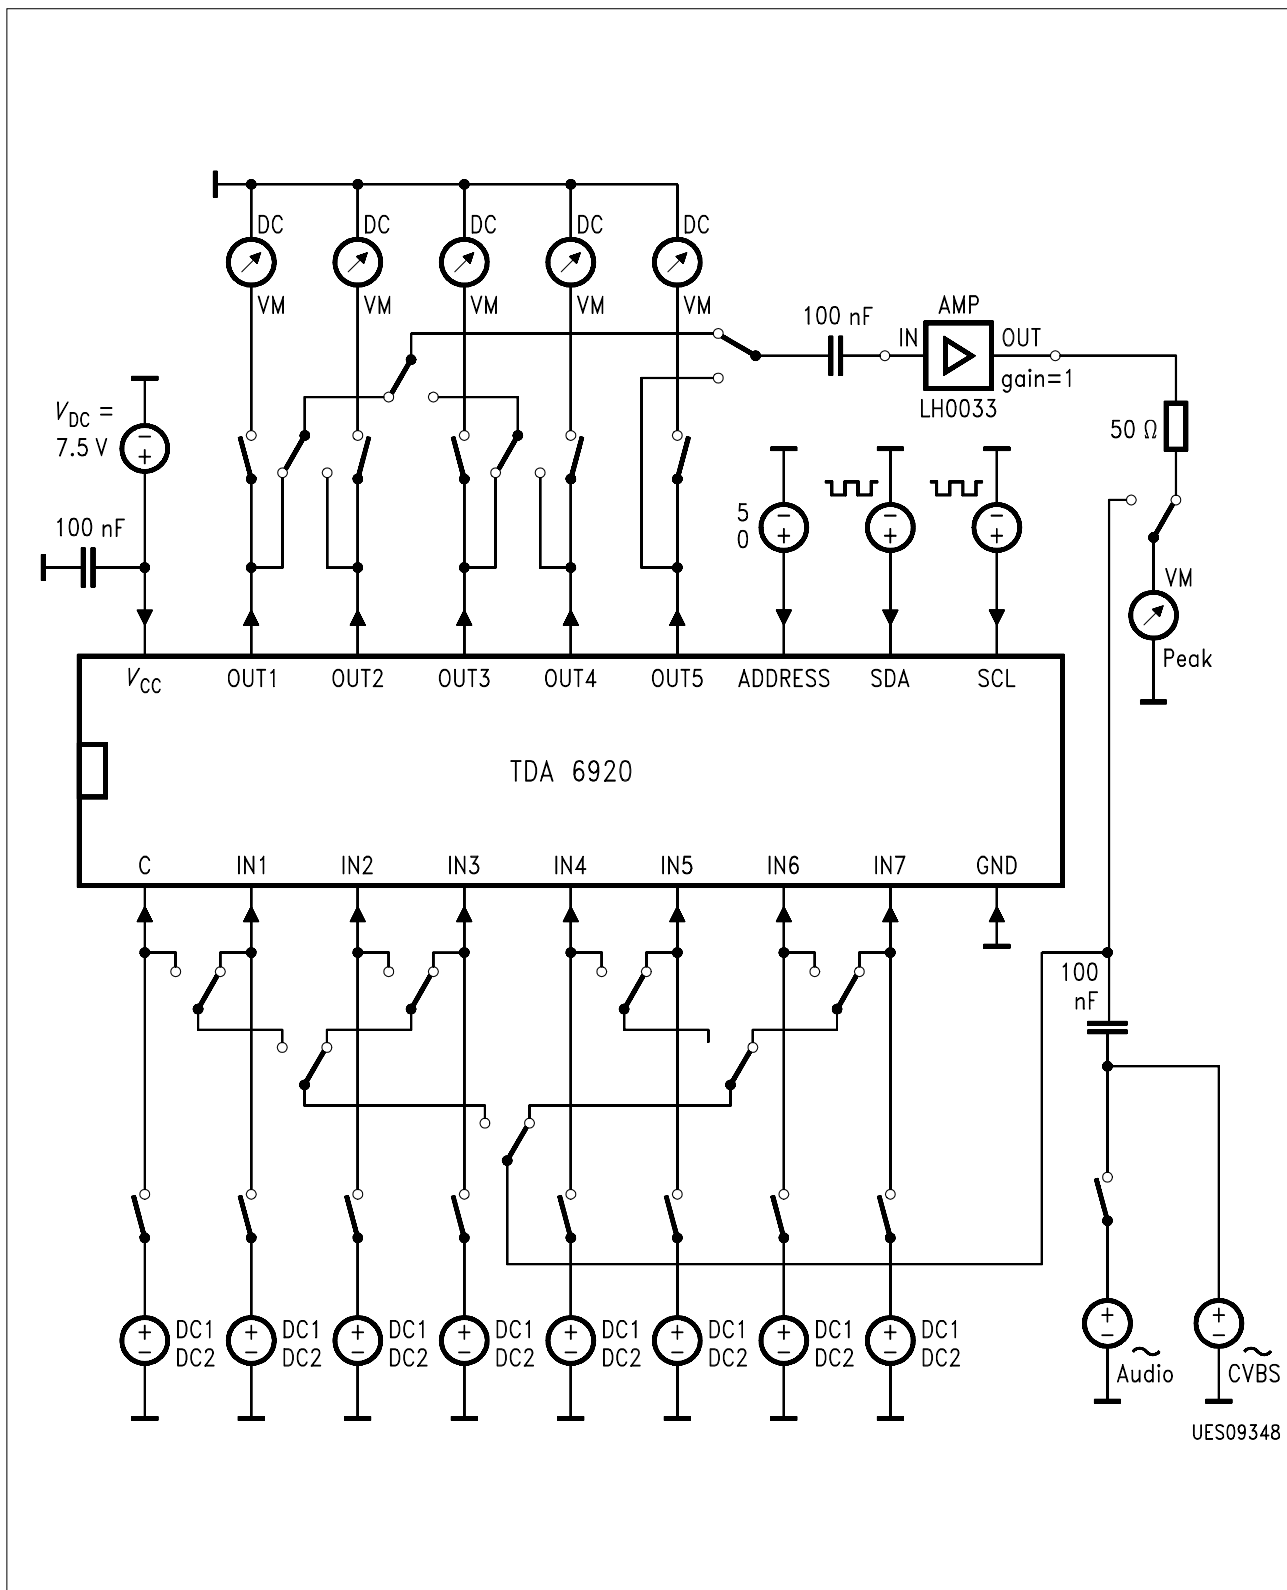 DC DC DC DC DC
VM VM VM VM VM
AMP
100 nF
IN OUT
gain=1
LH0033
V_DC =
7.5 V
50 Ω
100 nF
5
0
VM
Peak
V_CC OUT1 OUT2 OUT3 OUT4 OUT5 ADDRESS SDA SCL
TDA 6920
C IN1 IN2 IN3 IN4 IN5 IN6 IN7 GND
100
nF
DC1 DC1 DC1 DC1 DC1 DC1 DC1 DC1
DC2 DC2 DC2 DC2 DC2 DC2 DC2 DC2
Audio CVBS
UES09348